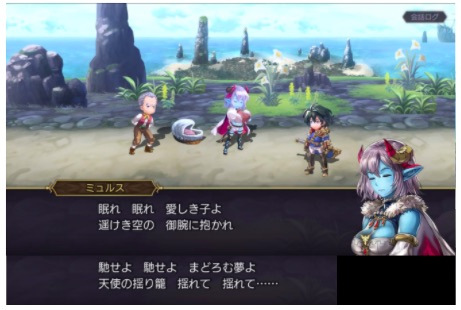 会話ログ
ミュルス
眠れ 眠れ 愛しき子よ
遥けき空の 御腕に抱かれ
馳せよ 馳せよ まどろむ夢よ
天使の揺り籠 揺れて 揺れて……